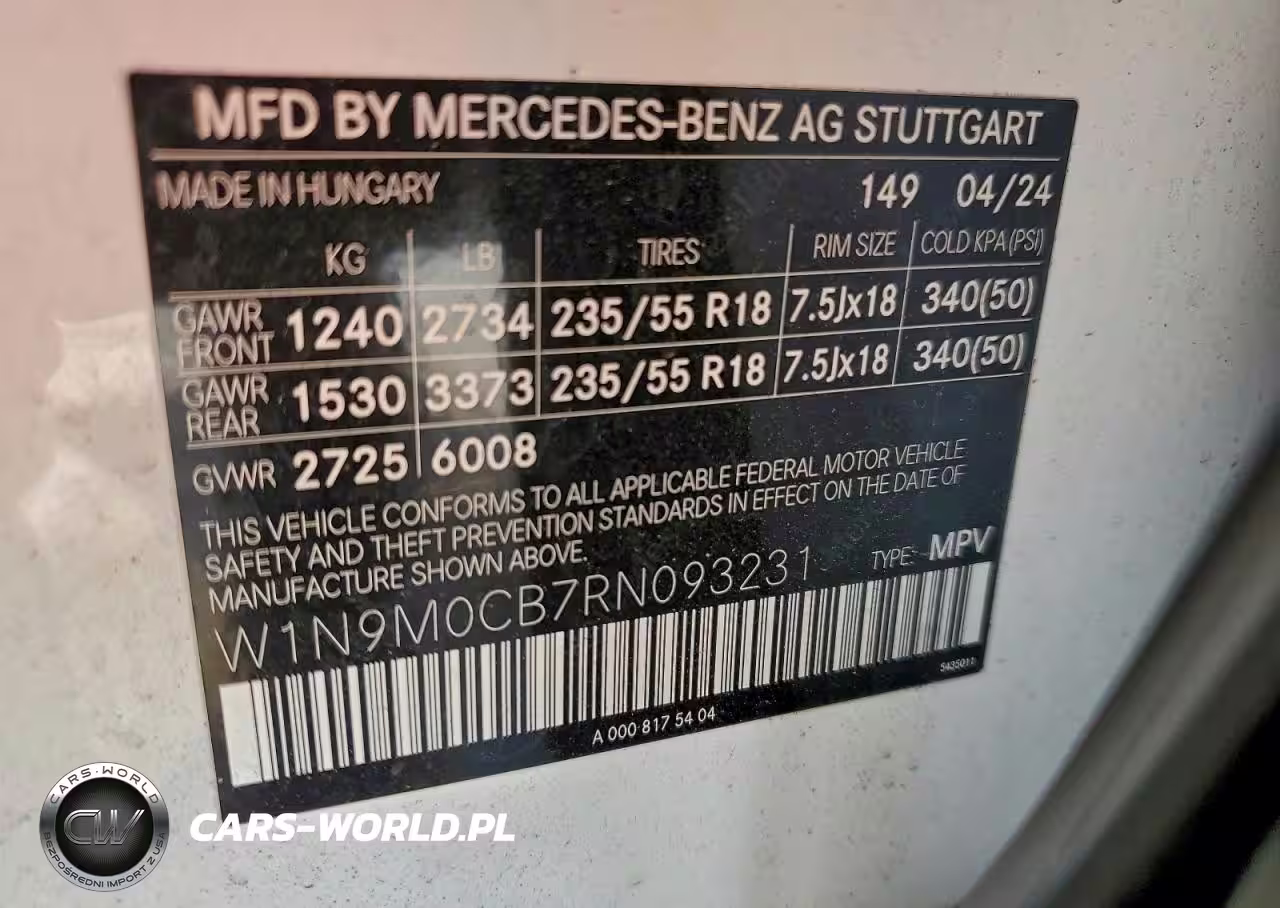 MFD BY MERCEDES-BENZ AG STUTTGART
MADE IN HUNGARY 149 04/24
KG LB TIRES RIM SIZE COLD KPA(PSI)
GAWR FRONT 1240 2734 235/55 R18 7.5Jx18 340(50)
GAWR REAR 1530 3373 235/55 R18 7.5Jx18 340(50)
GVWR 2725 6008
THIS VEHICLE CONFORMS TO ALL APPLICABLE FEDERAL MOTOR VEHICLE
SAFETY AND THEFT PREVENTION STANDARDS IN EFFECT ON THE DATE OF
MANUFACTURE SHOWN ABOVE.
W1N9M0CB7RN093231 TYPE: MPV
5435011
A 000 817 54 04
CARS-WORLD
CW
BEZPOŚREDNI IMPORT Z USA
CARS-WORLD.PL